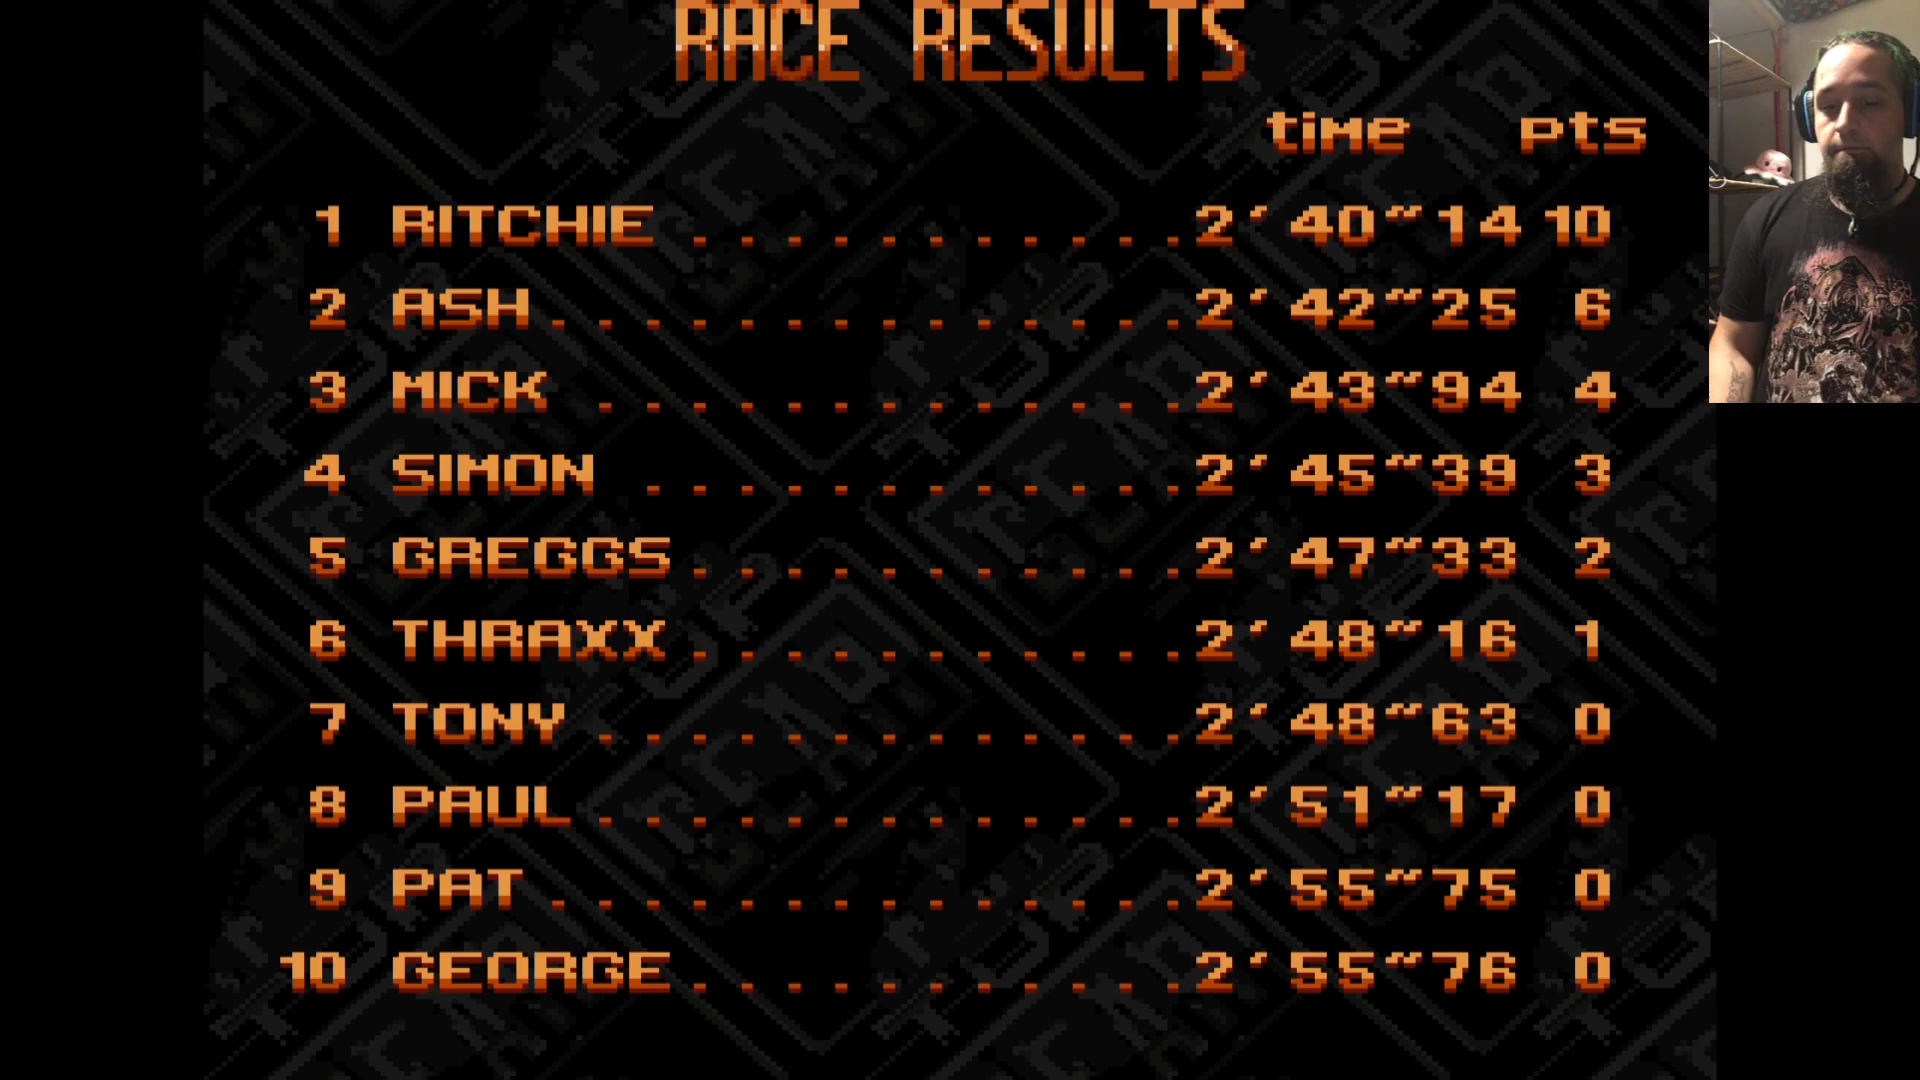 RACE RESULTS
time pts
1 RITCHIE...........2'40"14 10
2 ASH..............2'42"25 6
3 MICK .............2'43"94 4
4 SIMON ............2'45"39 3
5 GREGGS...........2'47"33 2
6 THRAXX...........2'48"16 1
7 TONY .............2'48"63 0
8 PAUL.............2'51"17 0
9 PAT..............2'55"75 0
10 GEORGE...........2'55"76 0